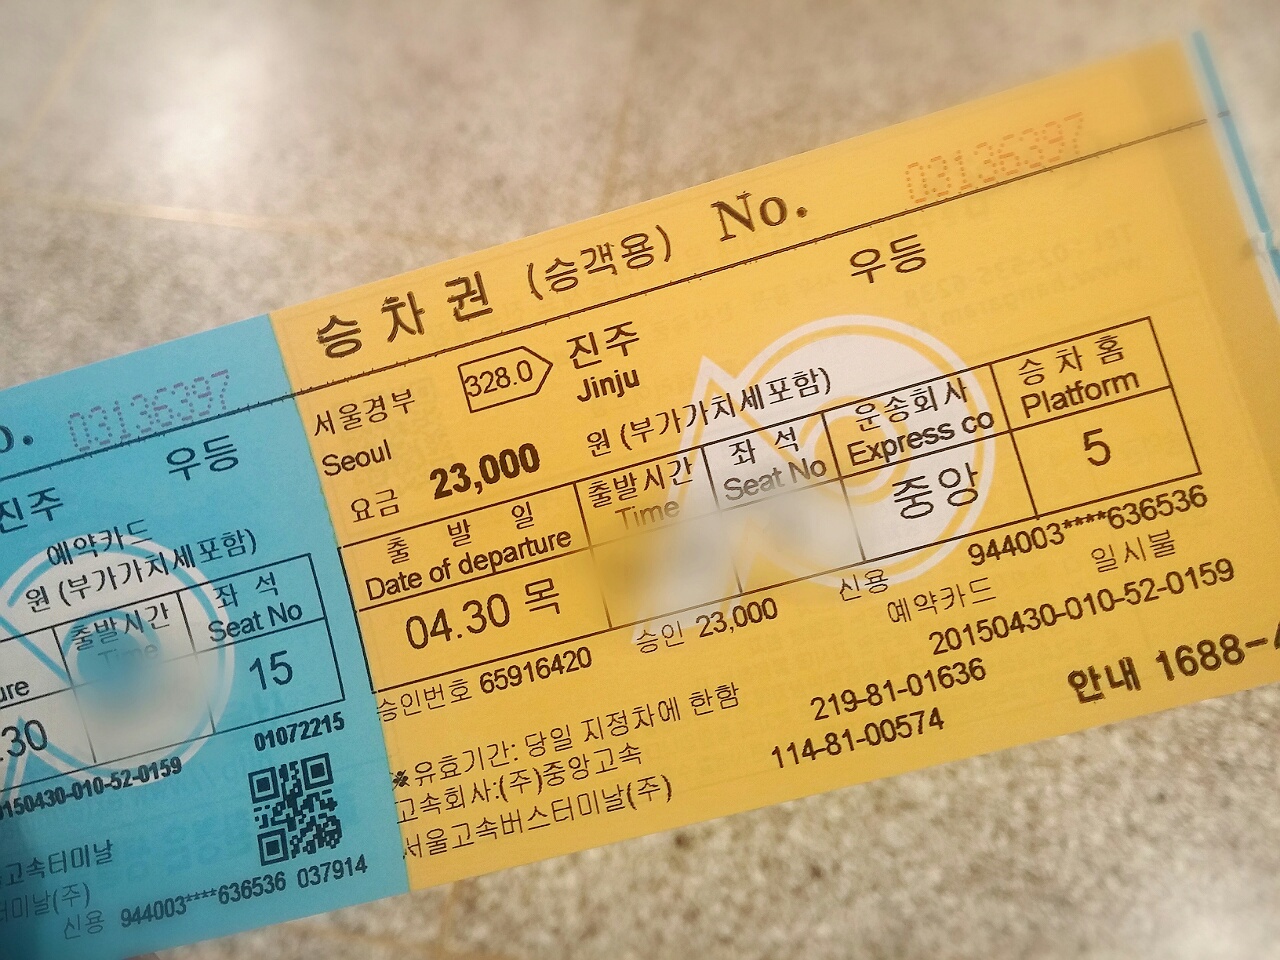 o. 03136397
우등
진주
예약카드
원 (부가가치세포함)
출발시간 좌 석
Time Seat No
ure
.30 15
01072215
0150430-010-52-0159
고속터미널
터미널(주)
신용 944003****636536 037914
승차권 (승객용) No. 03136397
서울경부 328.0 진주 우등
Seoul Jinju
요금 23,000 원 (부가가치세포함)
출 발 일 출발시간 좌 석 운송회사 승 차 홈
Date of departure Time Seat No Express co Platform
04.30 목 중앙 5
승인번호 65916420 승인 23,000 신용 944003****636536
예약카드 일시불
20150430-010-52-0159
※유효기간: 당일 지정차에 한함 219-81-01636 안내 1688-4
고속회사:(주)중앙고속 114-81-00574
서울고속버스터미날(주)